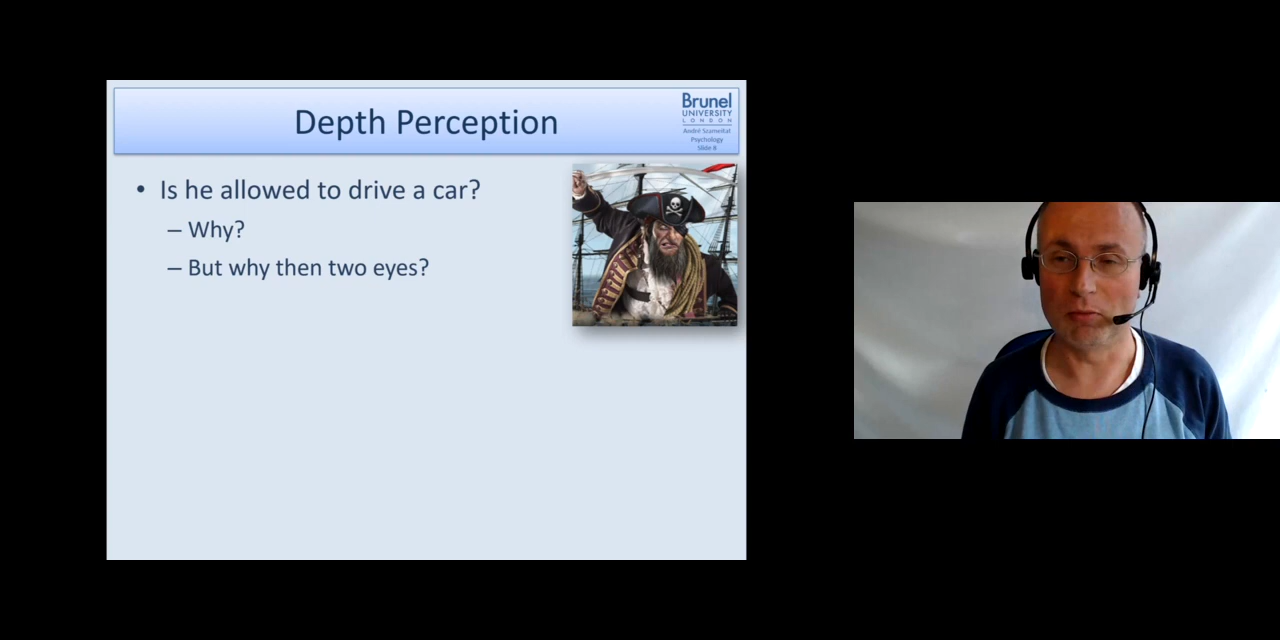 Depth Perception
Brunel
UNIVERSITY
LONDON
André Szameitat
Psychology
Slide 8
• Is he allowed to drive a car?
– Why?
– But why then two eyes?